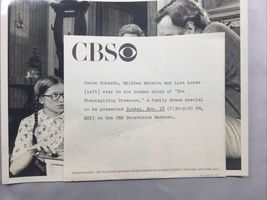 CBS
Jason Robards, Mildred Natwick and Lisa Lucas
(left) star in the tender story of "The
Thanksgiving Treasure," a family drama special
to be presented Sunday, Nov. 18 (7:30-9:00 PM,
EST) on the CBS Television Network.